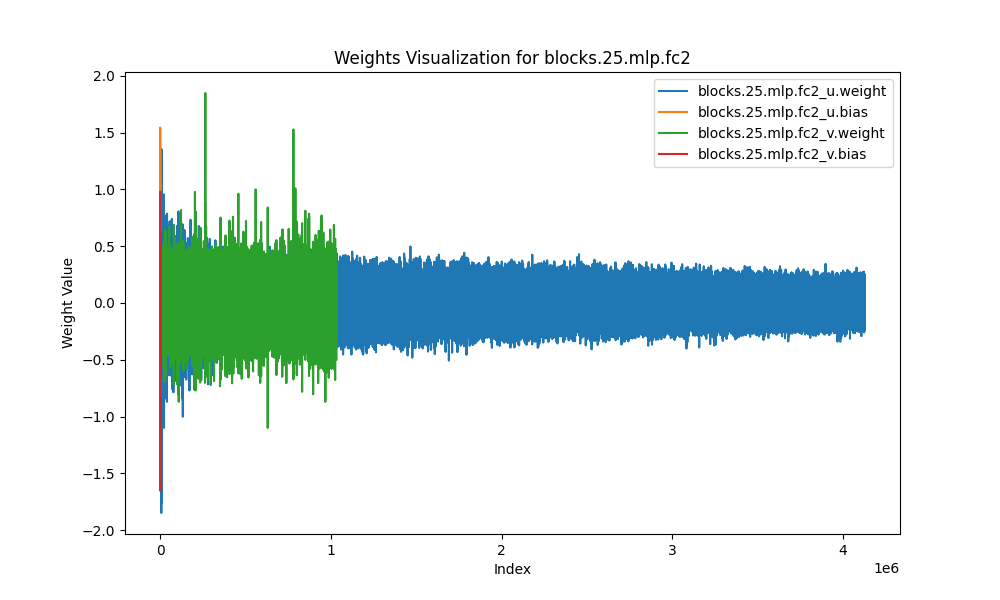 Weights Visualization for blocks.25.mlp.fc2
blocks.25.mlp.fc2_u.weight
blocks.25.mlp.fc2_u.bias
blocks.25.mlp.fc2_v.weight
blocks.25.mlp.fc2_v.bias
Weight Value
2.0
1.5
1.0
0.5
0.0
−0.5
−1.0
−1.5
−2.0
0 1 2 3 4
1e6
Index